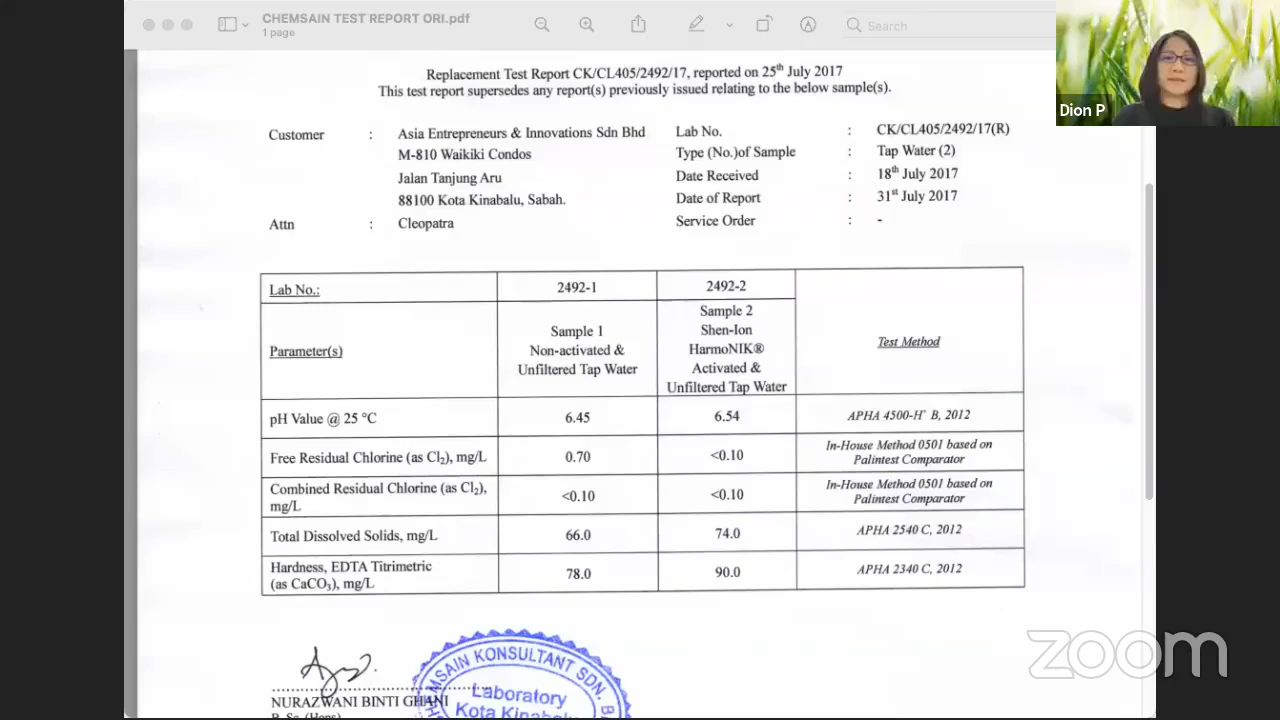 CHEMSAIN TEST REPORT ORI.pdf
1 page
Search
Dion P
Replacement Test Report CK/CL405/2492/17, reported on 25th July 2017
This test report supersedes any report(s) previously issued relating to the below sample(s).
Customer : Asia Entrepreneurs & Innovations Sdn Bhd
M-810 Waikiki Condos
Jalan Tanjung Aru
88100 Kota Kinabalu, Sabah.
Attn : Cleopatra
Lab No. : CK/CL405/2492/17(R)
Type (No.)of Sample : Tap Water (2)
Date Received : 18th July 2017
Date of Report : 31st July 2017
Service Order : -
Lab No.: 2492-1 2492-2
Parameter(s)
Sample 1
Non-activated &
Unfiltered Tap Water
Sample 2
Shen-Ion
HarmoNIK®
Activated &
Unfiltered Tap Water
Test Method
pH Value @ 25 °C 6.45 6.54 APHA 4500-H⁺ B, 2012
Free Residual Chlorine (as Cl₂), mg/L 0.70 <0.10 In-House Method 0501 based on
Palintest Comparator
Combined Residual Chlorine (as Cl₂),
mg/L <0.10 <0.10 In-House Method 0501 based on
Palintest Comparator
Total Dissolved Solids, mg/L 66.0 74.0 APHA 2540 C, 2012
Hardness, EDTA Titrimetric
(as CaCO₃), mg/L 78.0 90.0 APHA 2340 C, 2012
NURAZWANI BINTI GHANI
B. Sc. (Hons)
CHEMSAIN KONSULTANT SDN. B
Laboratory
Kota Kinabalu
zoom